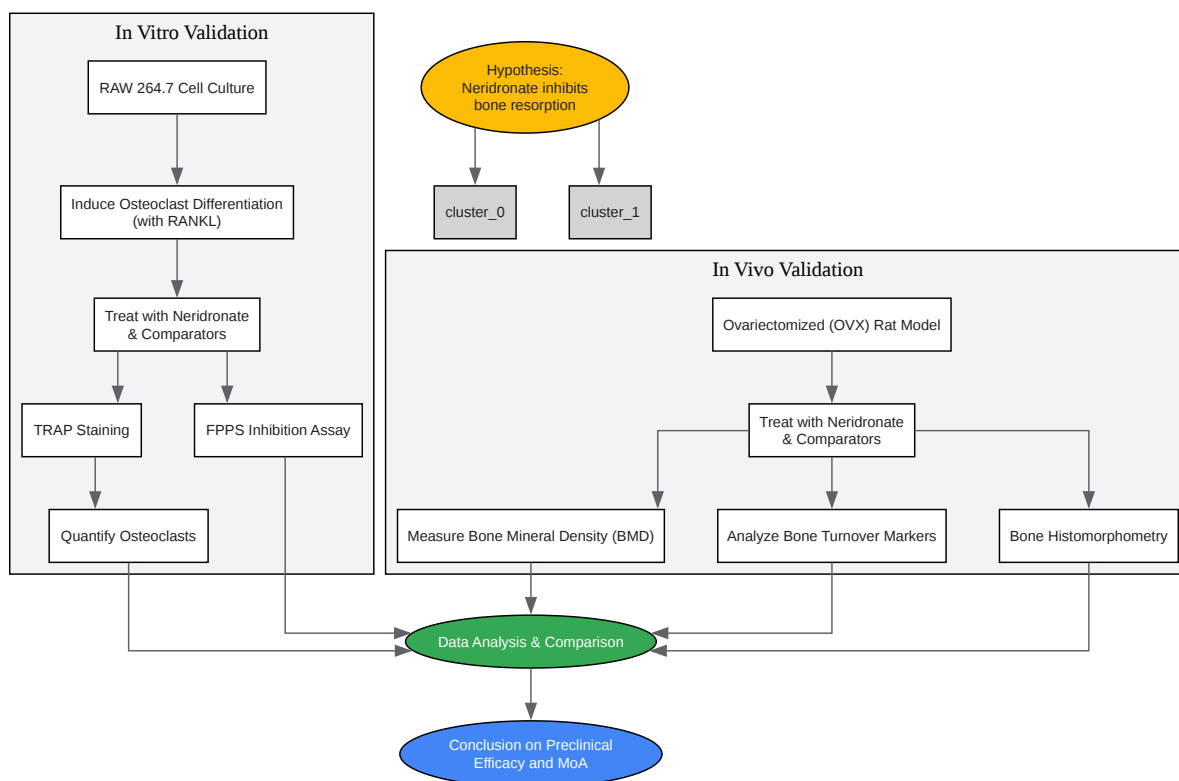 In Vitro Validation
RAW 264.7 Cell Culture
Induce Osteoclast Differentiation
(with RANKL)
Treat with Neridronate
& Comparators
TRAP Staining
FPPS Inhibition Assay
Quantify Osteoclasts
Hypothesis:
Neridronate inhibits
bone resorption
cluster_0
cluster_1
In Vivo Validation
Ovariectomized (OVX) Rat Model
Treat with Neridronate
& Comparators
Measure Bone Mineral Density (BMD)
Analyze Bone Turnover Markers
Bone Histomorphometry
Data Analysis & Comparison
Conclusion on Preclinical
Efficacy and MoA